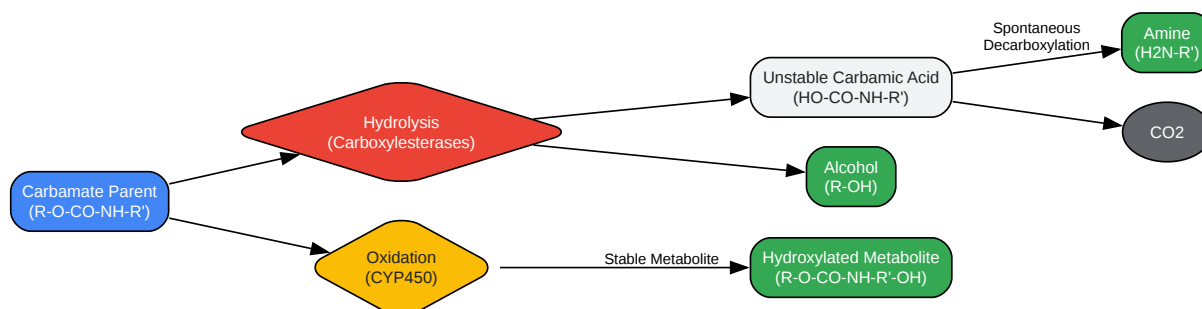 Carbamate Parent
(R-O-CO-NH-R')
Hydrolysis
(Carboxylesterases)
Oxidation
(CYP450)
Unstable Carbamic Acid
(HO-CO-NH-R')
Alcohol
(R-OH)
Stable Metabolite
Hydroxylated Metabolite
(R-O-CO-NH-R'-OH)
Spontaneous
Decarboxylation
Amine
(H2N-R')
CO2